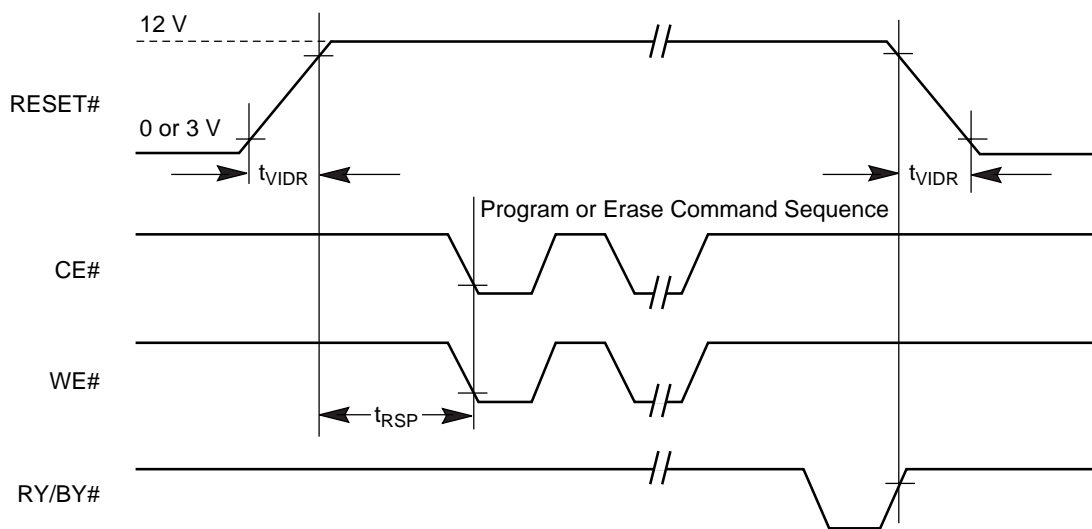 12 V
RESET#
0 or 3 V
tVIDR
tVIDR
Program or Erase Command Sequence
CE#
WE#
tRSP
RY/BY#